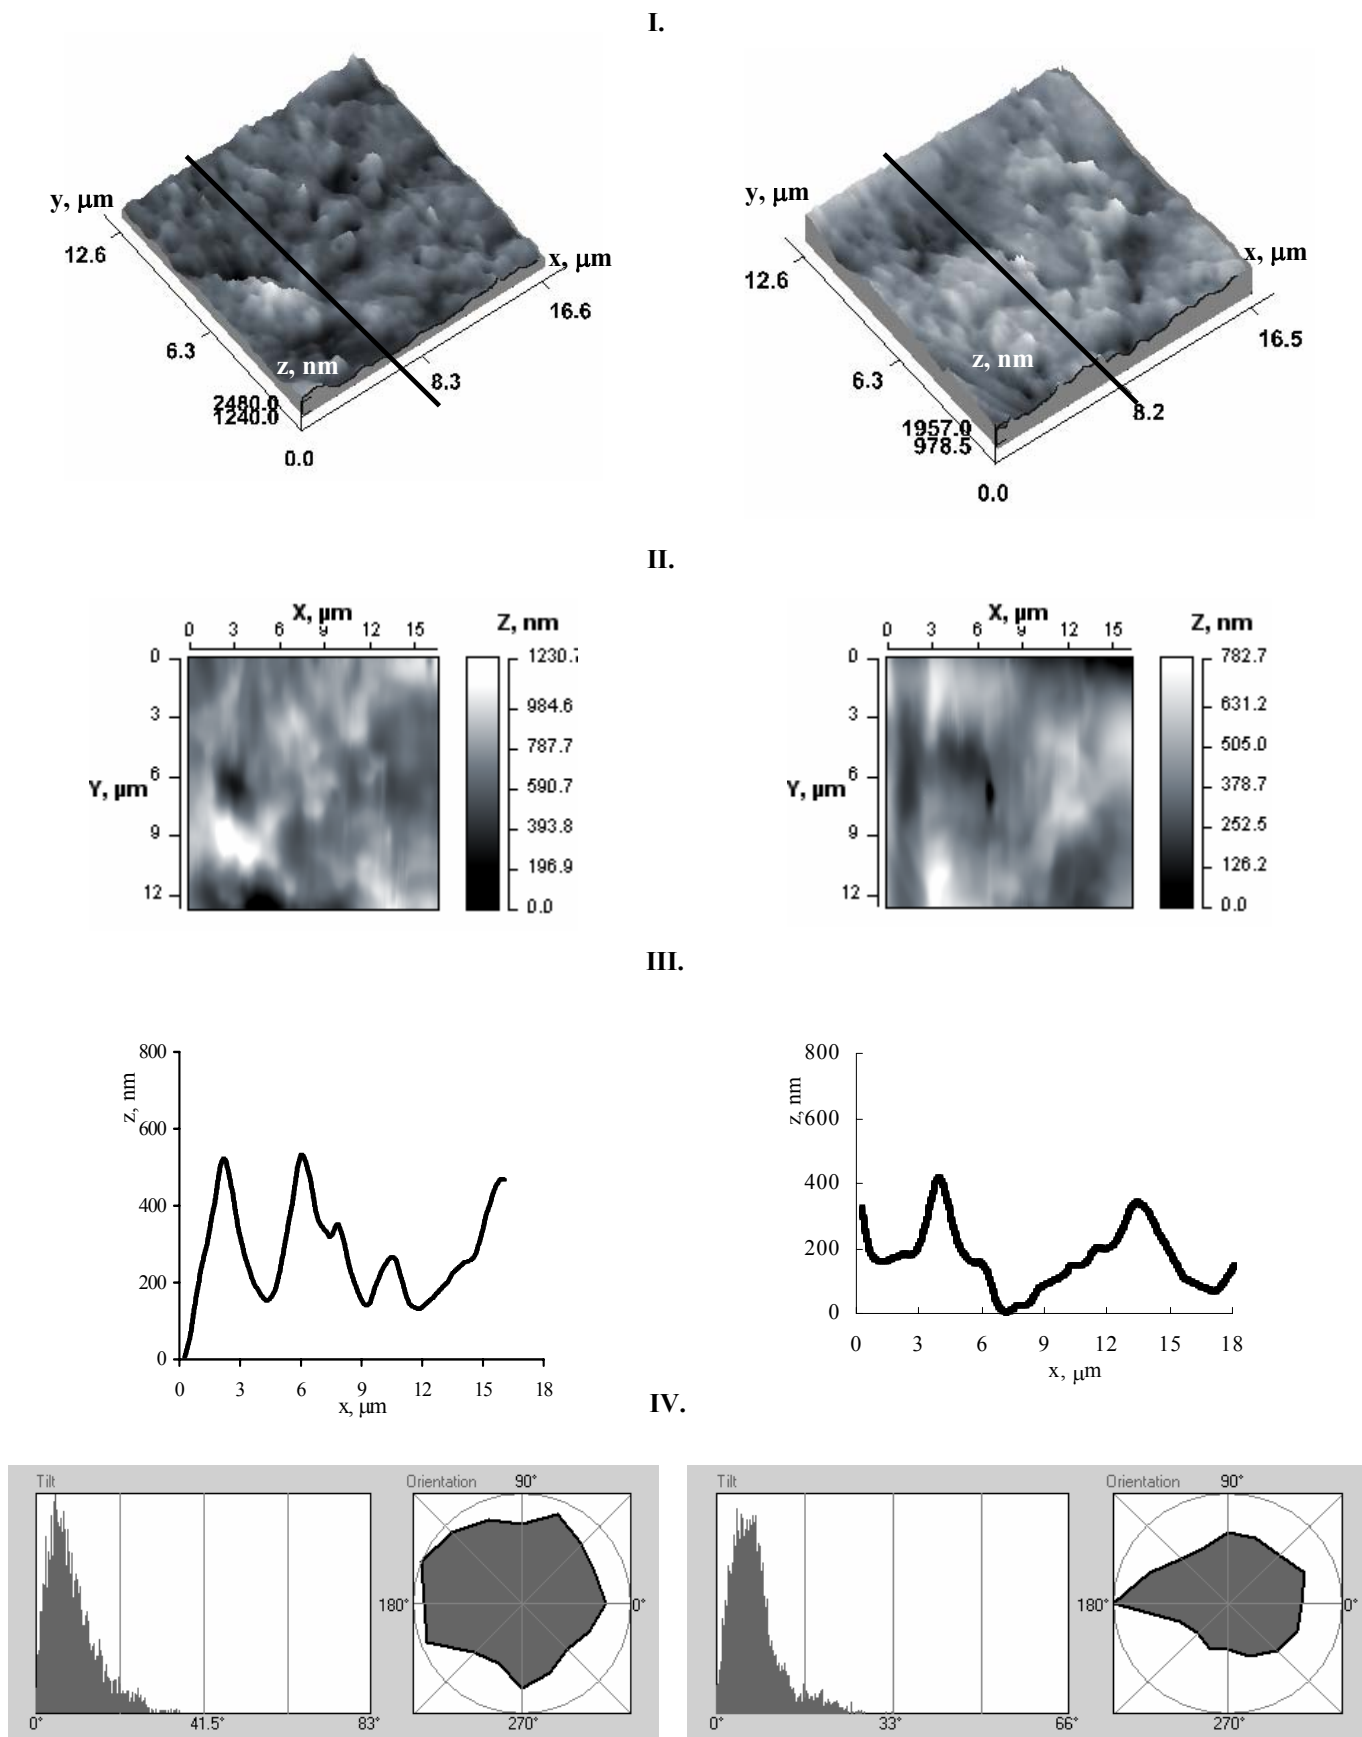 I.
y, μm
12.6
6.3
z, nm
2480.0
1240.0
0.0
8.3
16.6
x, μm
y, μm
12.6
6.3
z, nm
1957.0
978.5
0.0
8.2
16.5
x, μm
II.
X, μm
0 3 6 9 12 15
Z, nm
Y, μm
0
3
6
9
12
1230.7
984.6
787.7
590.7
393.8
196.9
0.0
X, μm
0 3 6 9 12 15
Z, nm
Y, μm
0
3
6
9
12
782.7
631.2
505.0
378.7
252.5
126.2
0.0
III.
z, nm
800
600
400
200
0
0 3 6 9 12 15 18
x, μm
z, nm
800
600
400
200
0
0 3 6 9 12 15 18
x, μm
IV.
Tilt
0° 41.5° 83°
Orientation 90°
180° 0°
270°
Tilt
0° 33° 66°
Orientation 90°
180° 0°
270°